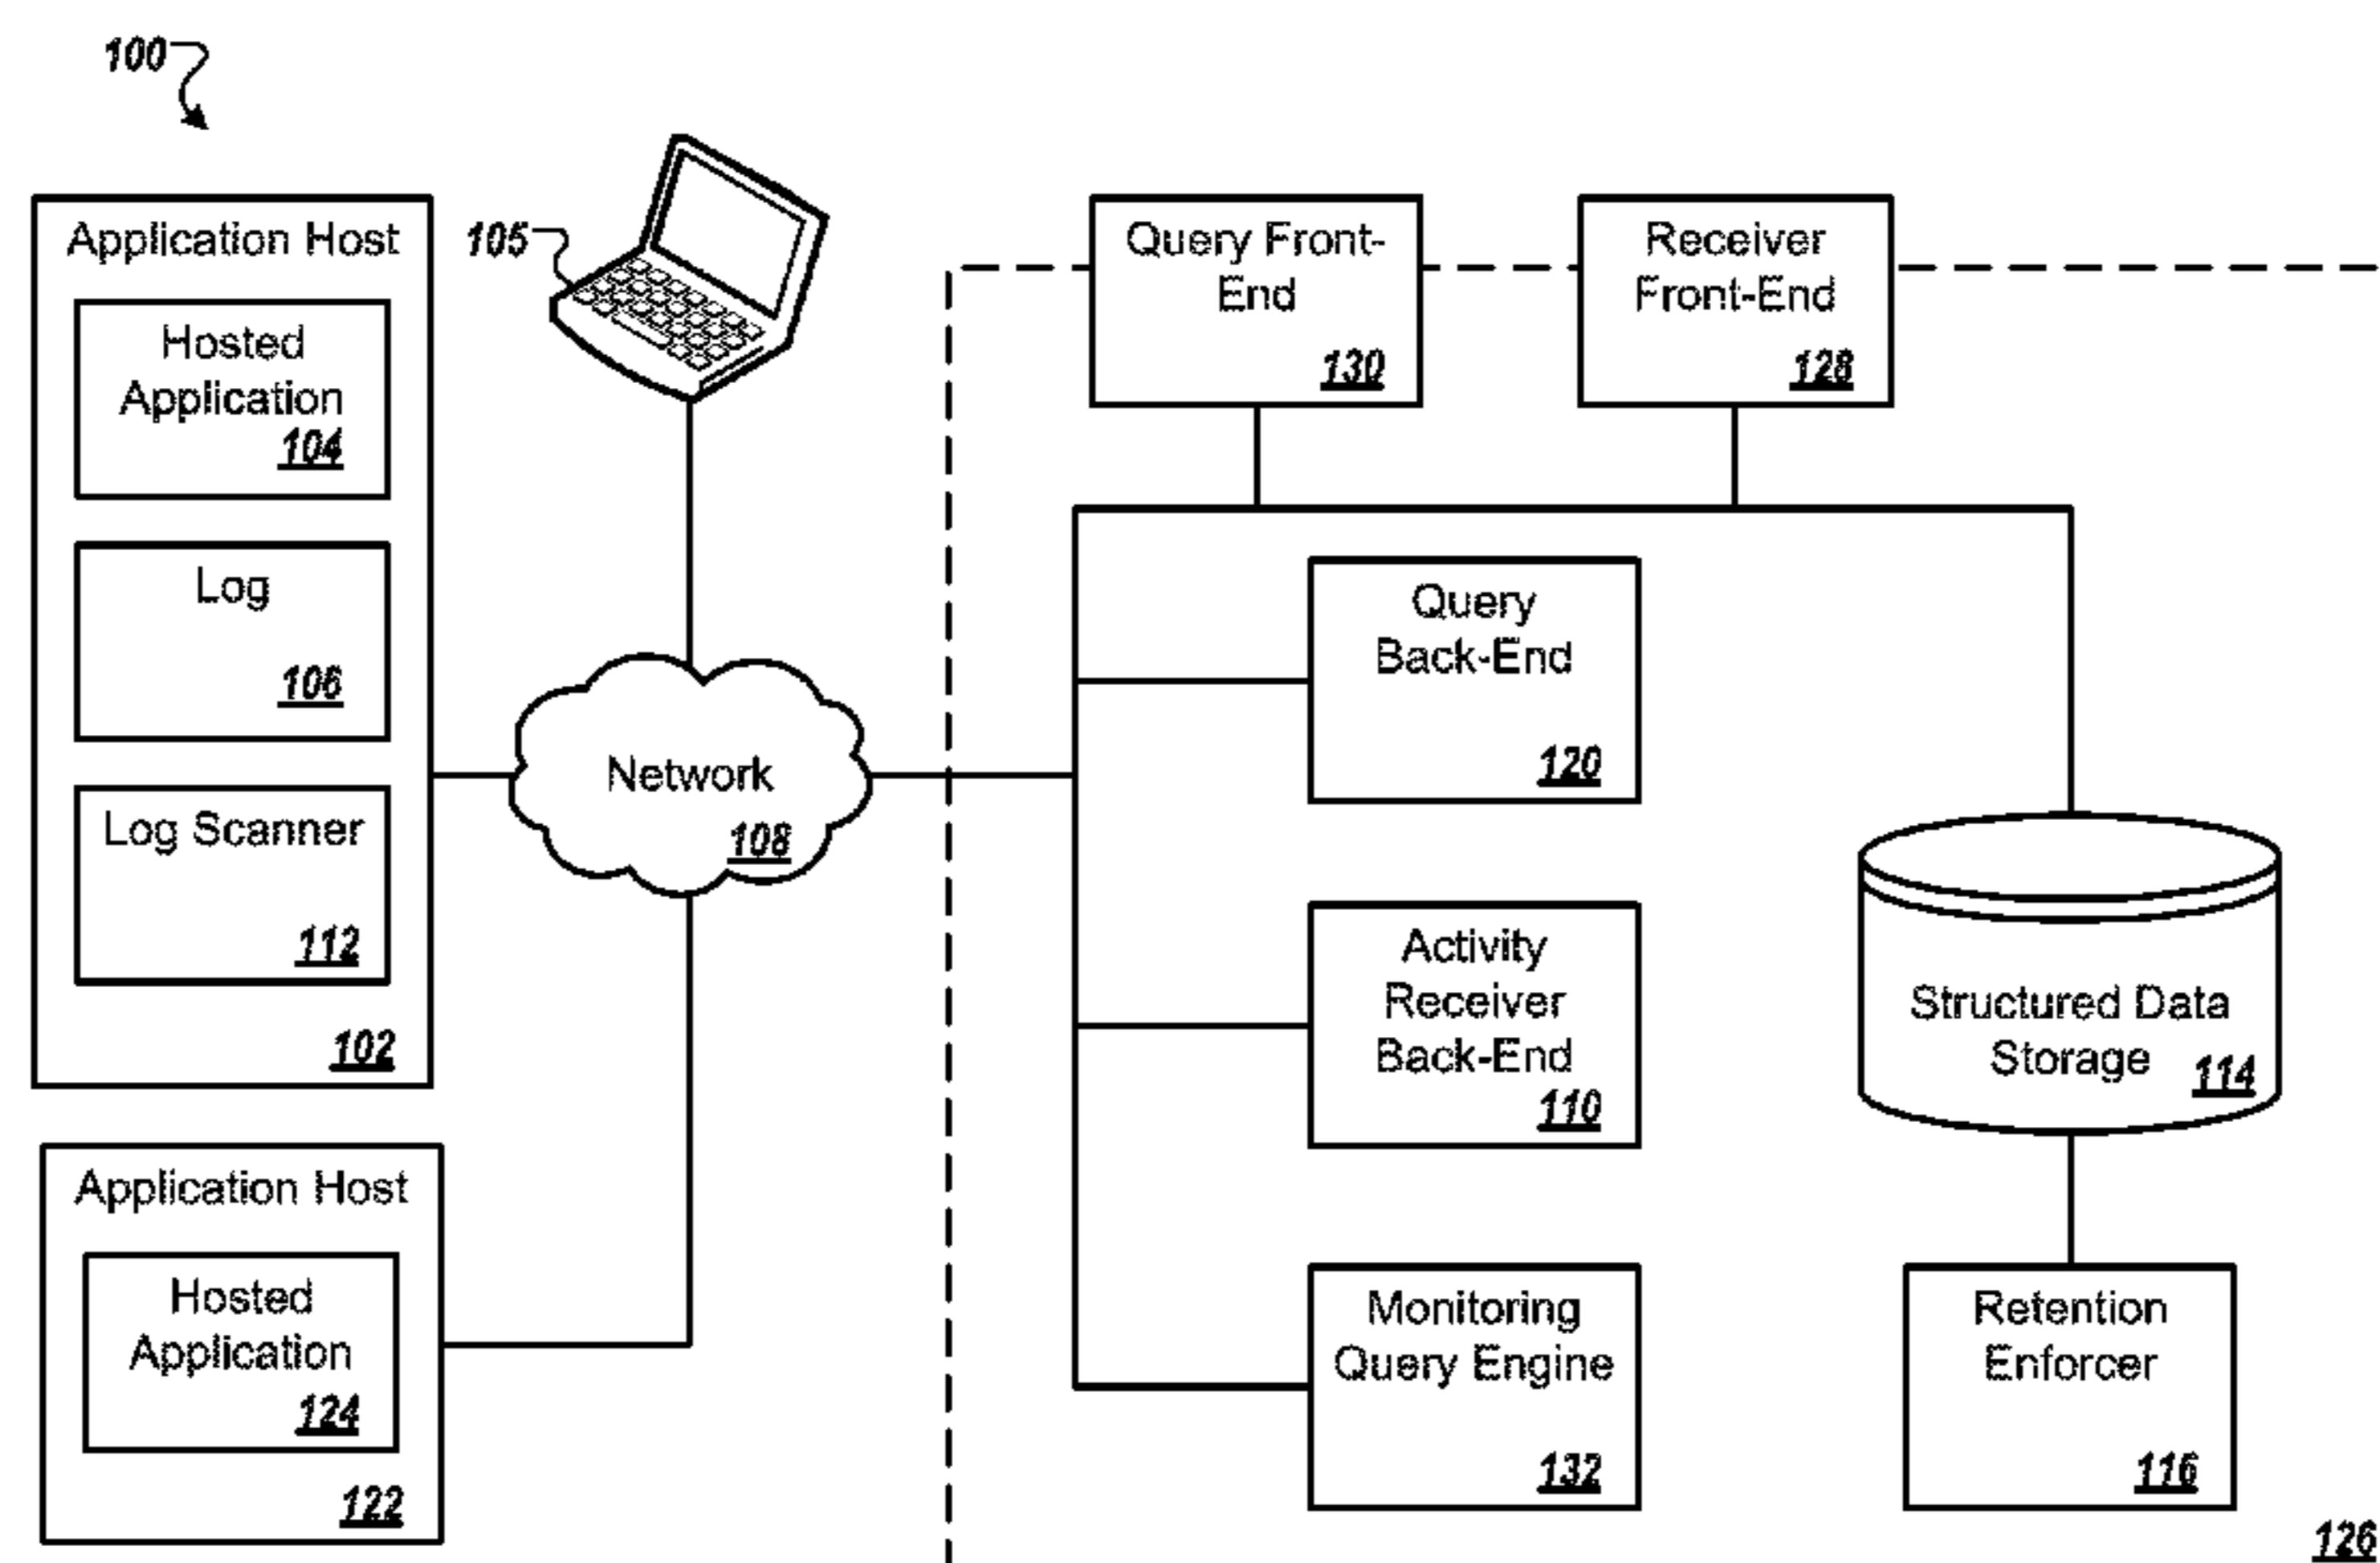 100
Application Host
Hosted
Application
104
Log
106
Log Scanner
112
102
105
Network
108
Application Host
Hosted
Application
124
122
Query Front-
End
130
Receiver
Front-End
128
Query
Back-End
120
Activity
Receiver
Back-End
110
Monitoring
Query Engine
132
Structured Data
Storage
114
Retention
Enforcer
116
126